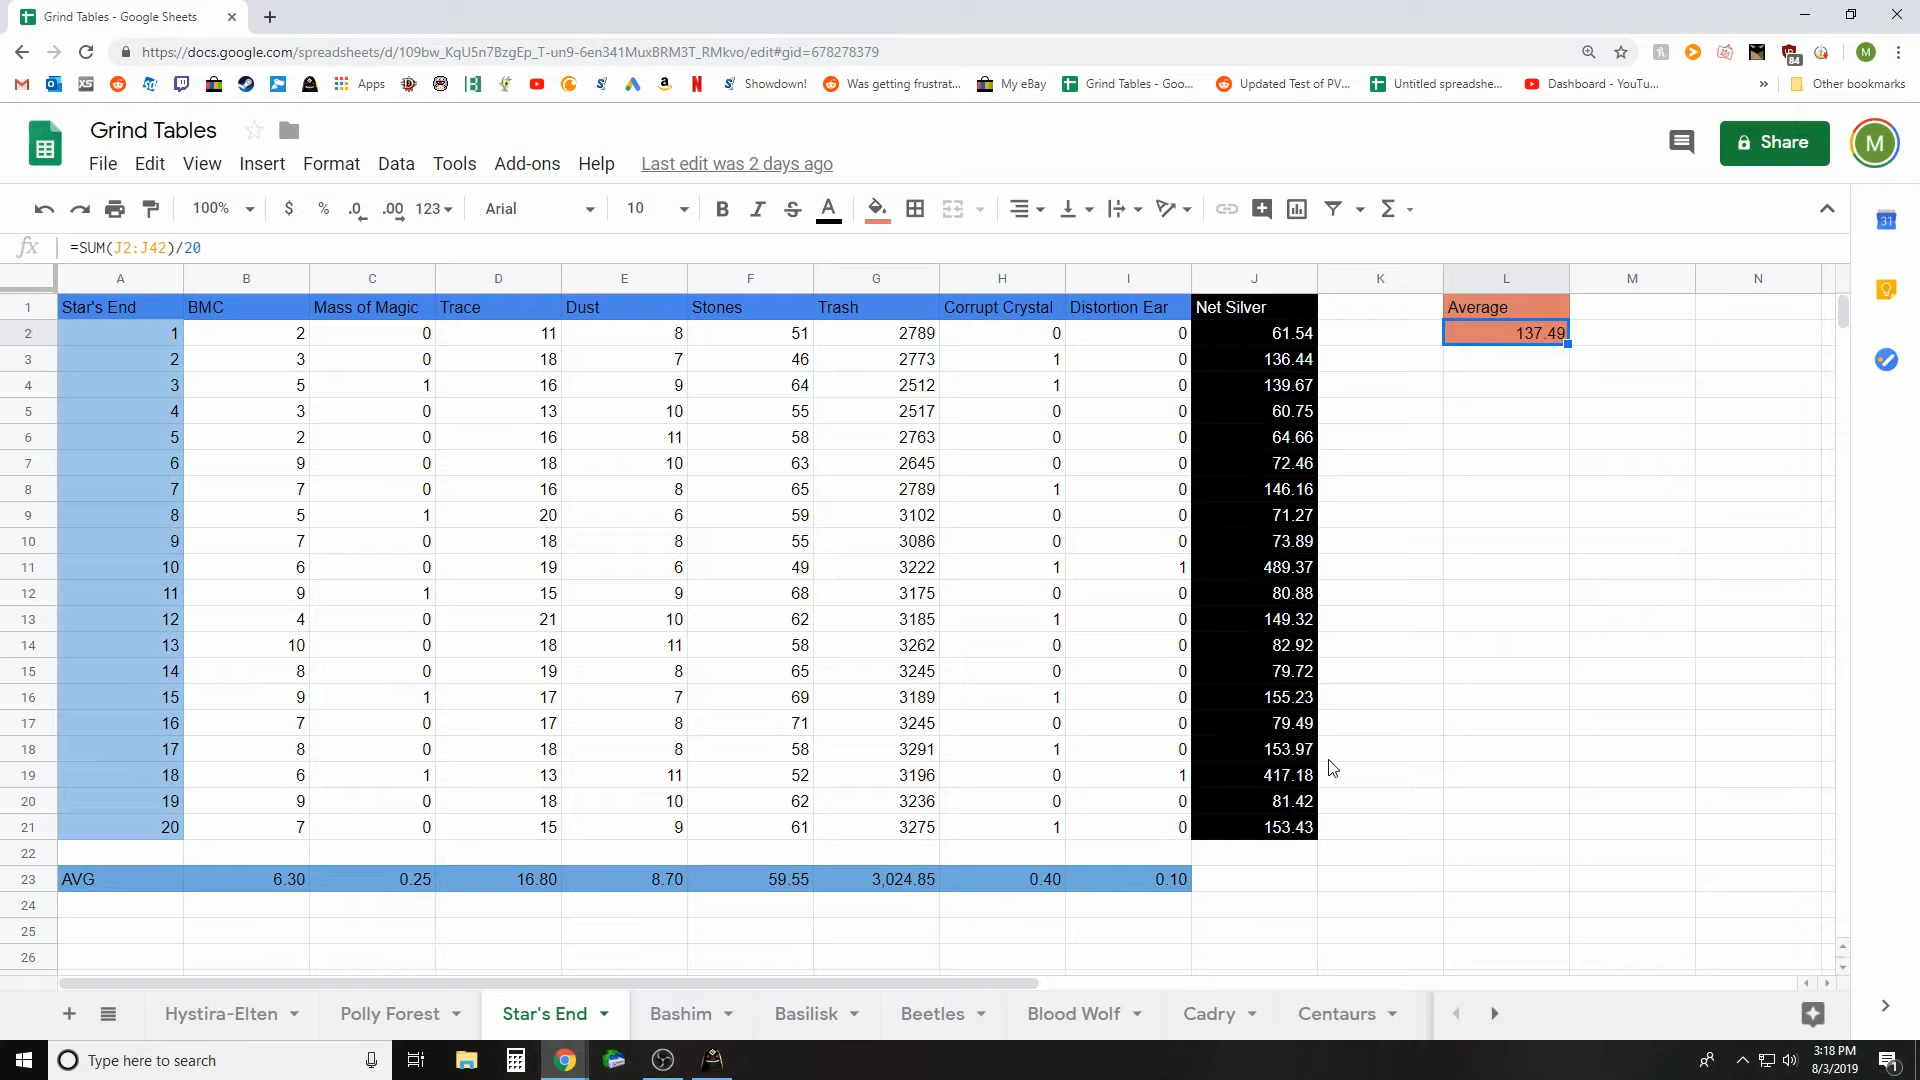 Grind Tables - Google Sheets
https://docs.google.com/spreadsheets/d/109bw_KqU5n7BzgEp_T-un9-6en341MuxBRM3T_RMkvo/edit#gid=678278379
84
M
Apps
Showdown!
Was getting frustrat...
My eBay
Grind Tables - Goo...
Updated Test of PV...
Untitled spreadshe...
Dashboard - YouTu...
»
Other bookmarks
Grind Tables
File Edit View Insert Format Data Tools Add-ons Help Last edit was 2 days ago
Share
M
100% $ % .0 .00 123 Arial 10 B I S A Σ
31
fx =SUM(J2:J42)/20
A B C D E F G H I J K L M N
1 Star's End BMC Mass of Magic Trace Dust Stones Trash Corrupt Crystal Distortion Ear Net Silver Average
2 1 2 0 11 8 51 2789 0 0 61.54 137.49
3 2 3 0 18 7 46 2773 1 0 136.44
4 3 5 1 16 9 64 2512 1 0 139.67
5 4 3 0 13 10 55 2517 0 0 60.75
6 5 2 0 16 11 58 2763 0 0 64.66
7 6 9 0 18 10 63 2645 0 0 72.46
8 7 7 0 16 8 65 2789 1 0 146.16
9 8 5 1 20 6 59 3102 0 0 71.27
10 9 7 0 18 8 55 3086 0 0 73.89
11 10 6 0 19 6 49 3222 1 1 489.37
12 11 9 1 15 9 68 3175 0 0 80.88
13 12 4 0 21 10 62 3185 1 0 149.32
14 13 10 0 18 11 58 3262 0 0 82.92
15 14 8 0 19 8 65 3245 0 0 79.72
16 15 9 1 17 7 69 3189 1 0 155.23
17 16 7 0 17 8 71 3245 0 0 79.49
18 17 8 0 18 8 58 3291 1 0 153.97
19 18 6 1 13 11 52 3196 0 1 417.18
20 19 9 0 18 10 62 3236 0 0 81.42
21 20 7 0 15 9 61 3275 1 0 153.43
22
23 AVG 6.30 0.25 16.80 8.70 59.55 3,024.85 0.40 0.10
24
25
26
Hystira-Elten Polly Forest Star's End Bashim Basilisk Beetles Blood Wolf Cadry Centaurs
Type here to search
3:18 PM
8/3/2019
1